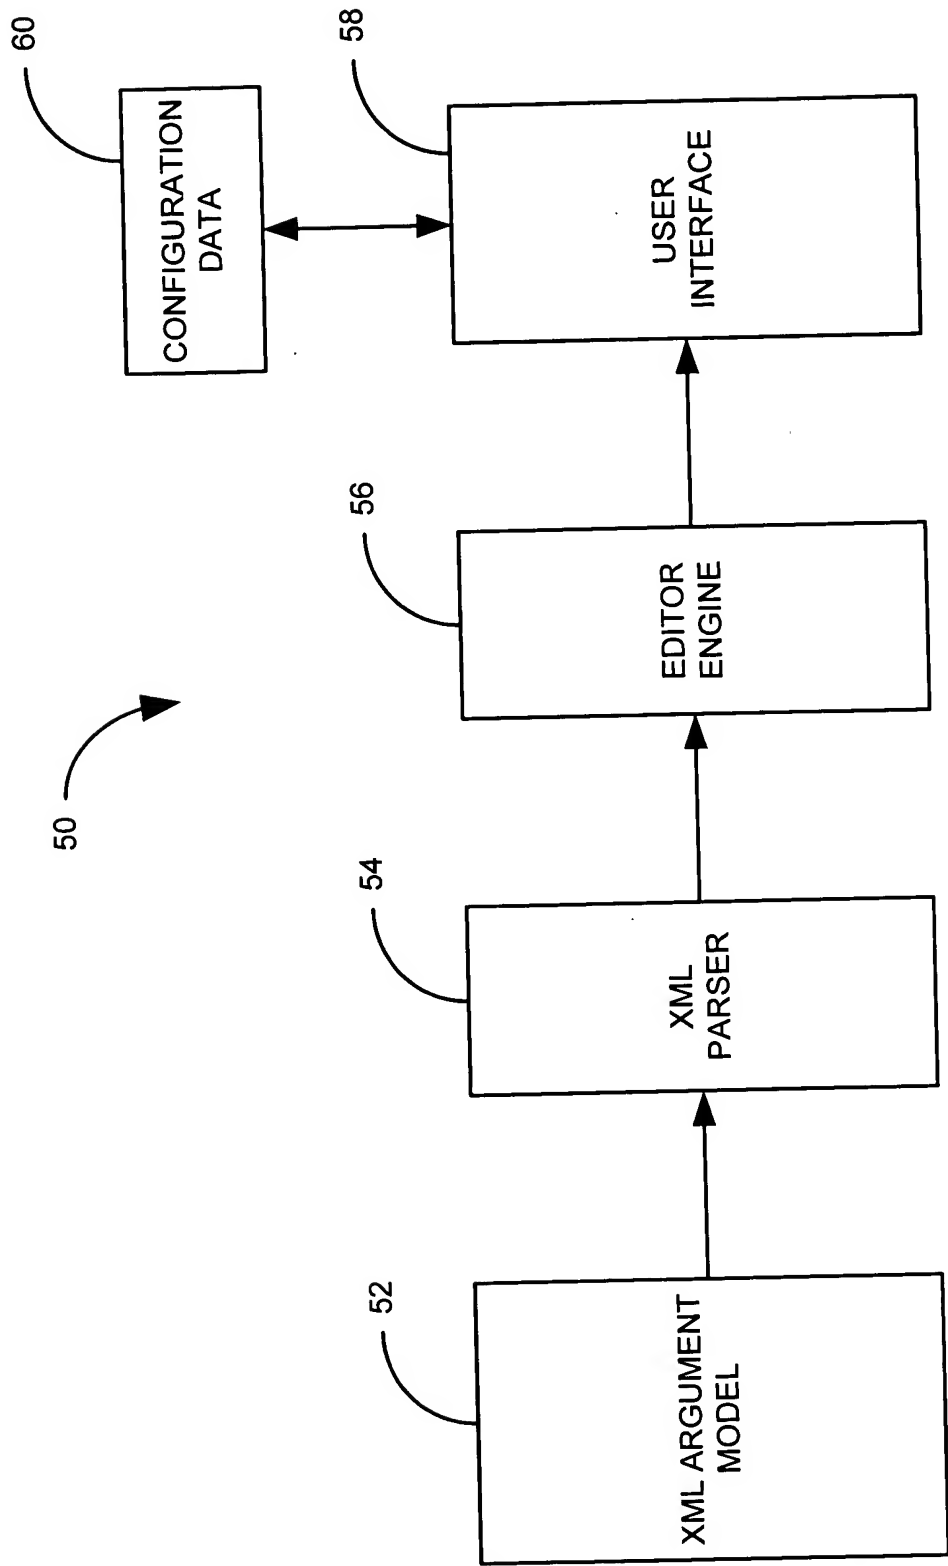 50
60
CONFIGURATION
DATA
52
XML ARGUMENT
MODEL
54
XML
PARSER
56
EDITOR
ENGINE
58
USER
INTERFACE